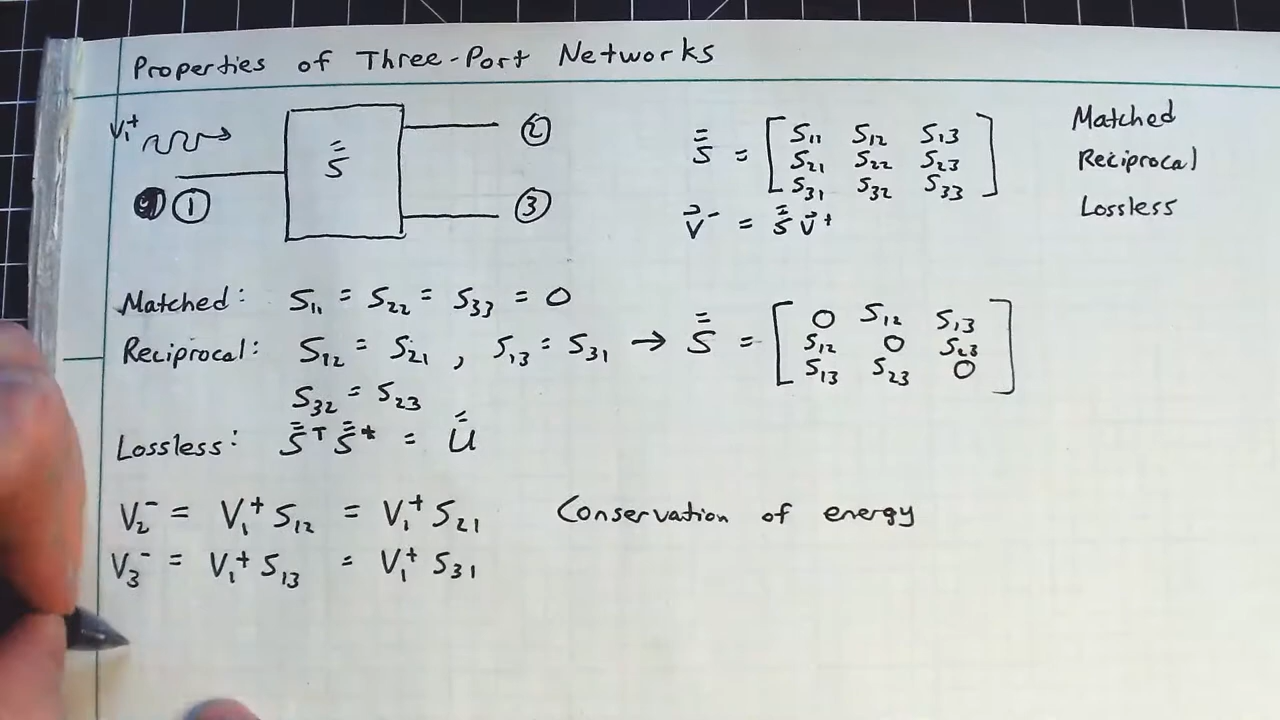 Properties of Three-Port Networks
V₁⁺
S̿
②
①
③
S̿ = [ S₁₁ S₁₂ S₁₃
S₂₁ S₂₂ S₂₃
S₃₁ S₃₂ S₃₃ ]
V⃗⁻ = S̿ V⃗⁺
Matched
Reciprocal
Lossless
Matched: S₁₁ = S₂₂ = S₃₃ = 0
Reciprocal: S₁₂ = S₂₁ , S₁₃ = S₃₁ → S̿ = [ 0 S₁₂ S₁₃
S₁₂ 0 S₂₃
S₁₃ S₂₃ 0 ]
S₃₂ = S₂₃
Lossless: S̿ᵀ S̿* = U̿
V₂⁻ = V₁⁺ S₁₂ = V₁⁺ S₂₁ Conservation of energy
V₃⁻ = V₁⁺ S₁₃ = V₁⁺ S₃₁